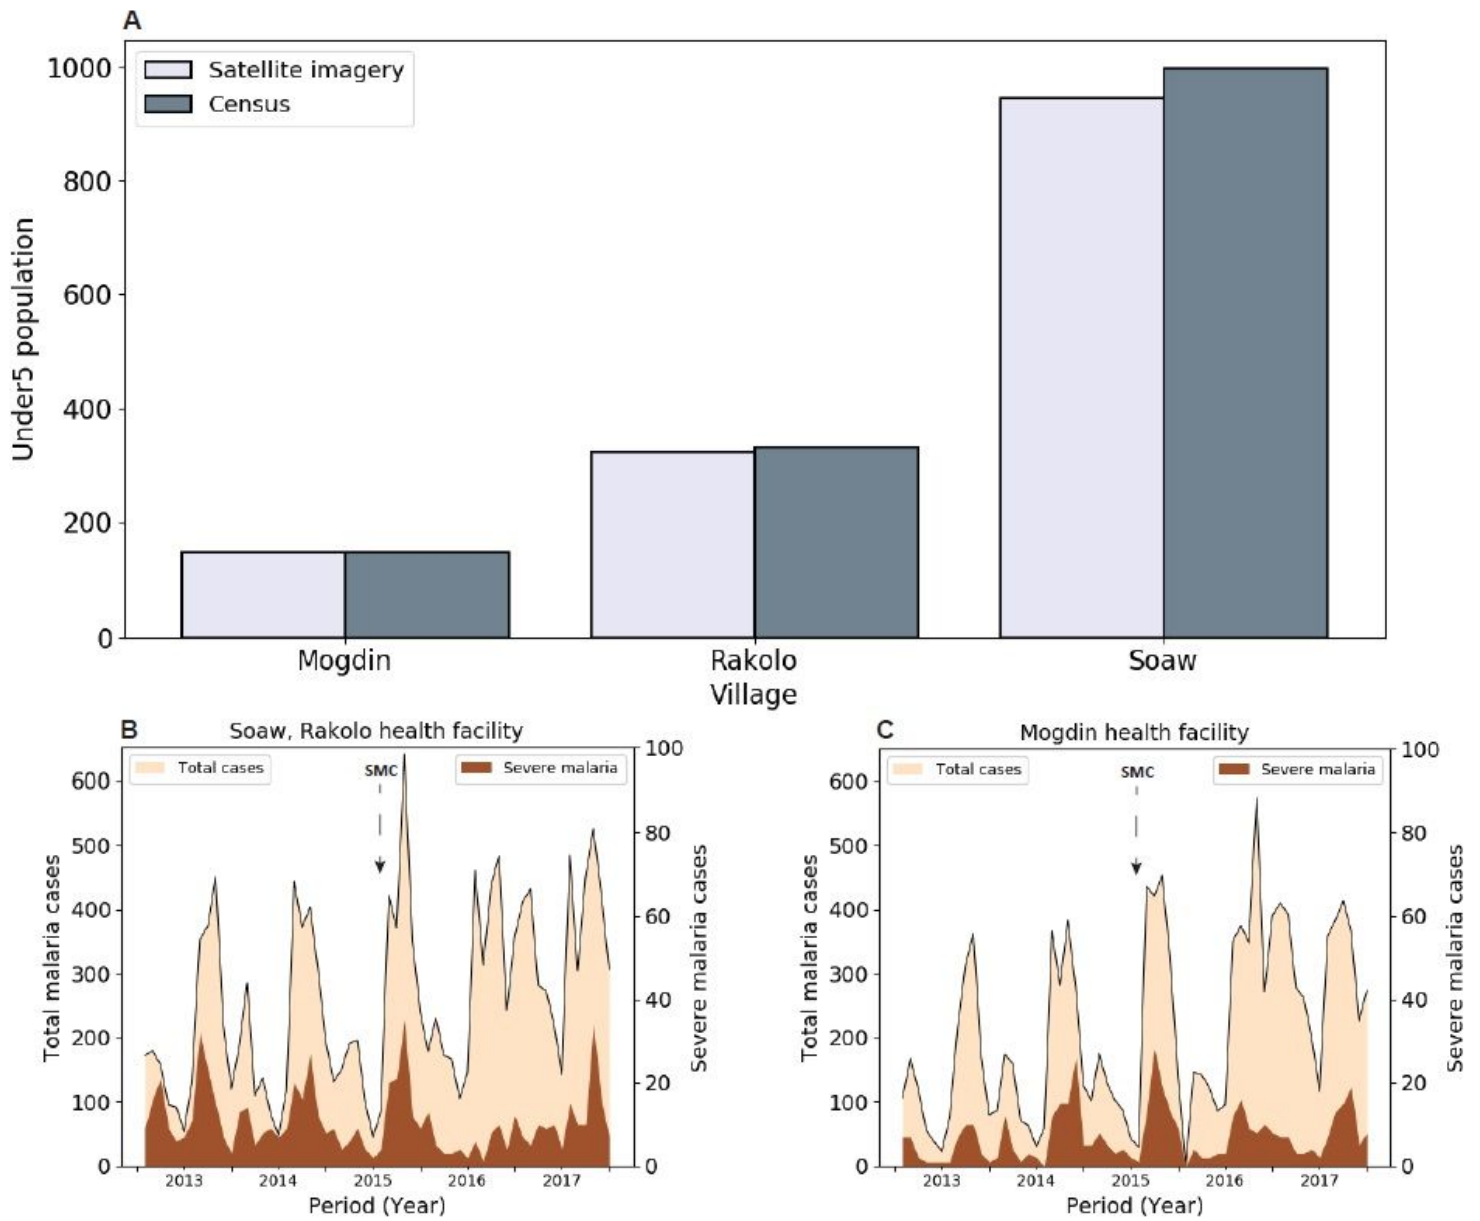 A
Satellite imagery
Census
1000
800
600
400
200
0
Under5 population
Mogdin
Rakolo
Soaw
Village
B
Soaw, Rakolo health facility
Total cases
SMC
Severe malaria
600
500
400
300
200
100
0
Total malaria cases
100
80
60
40
20
0
Severe malaria cases
2013
2014
2015
2016
2017
Period (Year)
C
Mogdin health facility
Total cases
SMC
Severe malaria
600
500
400
300
200
100
0
Total malaria cases
100
80
60
40
20
0
Severe malaria cases
2013
2014
2015
2016
2017
Period (Year)